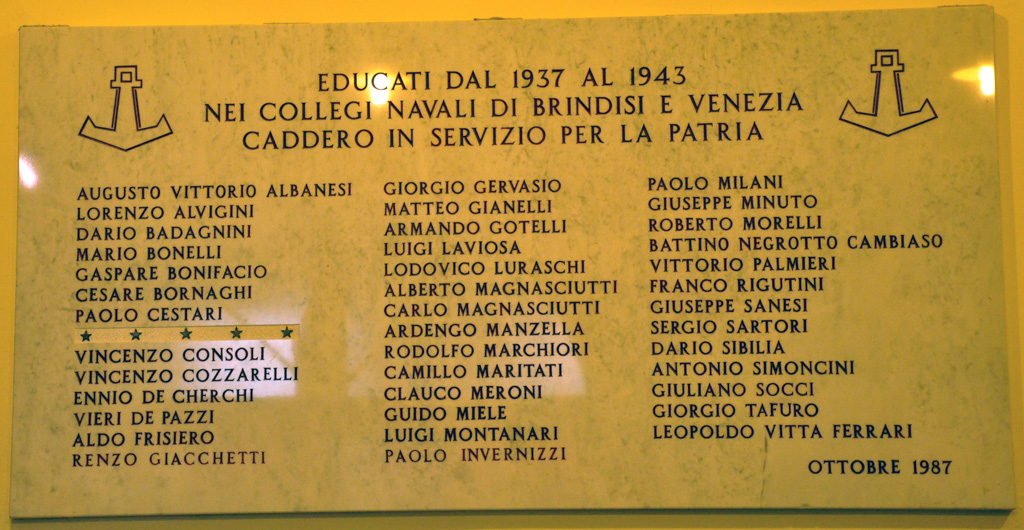 EDUCATI DAL 1937 AL 1943
NEI COLLEGI NAVALI DI BRINDISI E VENEZIA
CADDERO IN SERVIZIO PER LA PATRIA
AUGUSTO VITTORIO ALBANESI
LORENZO ALVIGINI
DARIO BADAGNINI
MARIO BONELLI
GASPARE BONIFACIO
CESARE BORNAGHI
PAOLO CESTARI
VINCENZO CONSOLI
VINCENZO COZZARELLI
ENNIO DE CHERCHI
VIERI DE PAZZI
ALDO FRISIERO
RENZO GIACCHETTI
GIORGIO GERVASIO
MATTEO GIANELLI
ARMANDO GOTELLI
LUIGI LAVIOSA
LODOVICO LURASCHI
ALBERTO MAGNASCIUTTI
CARLO MAGNASCIUTTI
ARDENGO MANZELLA
RODOLFO MARCHIORI
CAMILLO MARITATI
CLAUCO MERONI
GUIDO MIELE
LUIGI MONTANARI
PAOLO INVERNIZZI
PAOLO MILANI
GIUSEPPE MINUTO
ROBERTO MORELLI
BATTINO NEGROTTO CAMBIASO
VITTORIO PALMIERI
FRANCO RIGUTINI
GIUSEPPE SANESI
SERGIO SARTORI
DARIO SIBILIA
ANTONIO SIMONCINI
GIULIANO SOCCI
GIORGIO TAFURO
LEOPOLDO VITTA FERRARI
OTTOBRE 1987